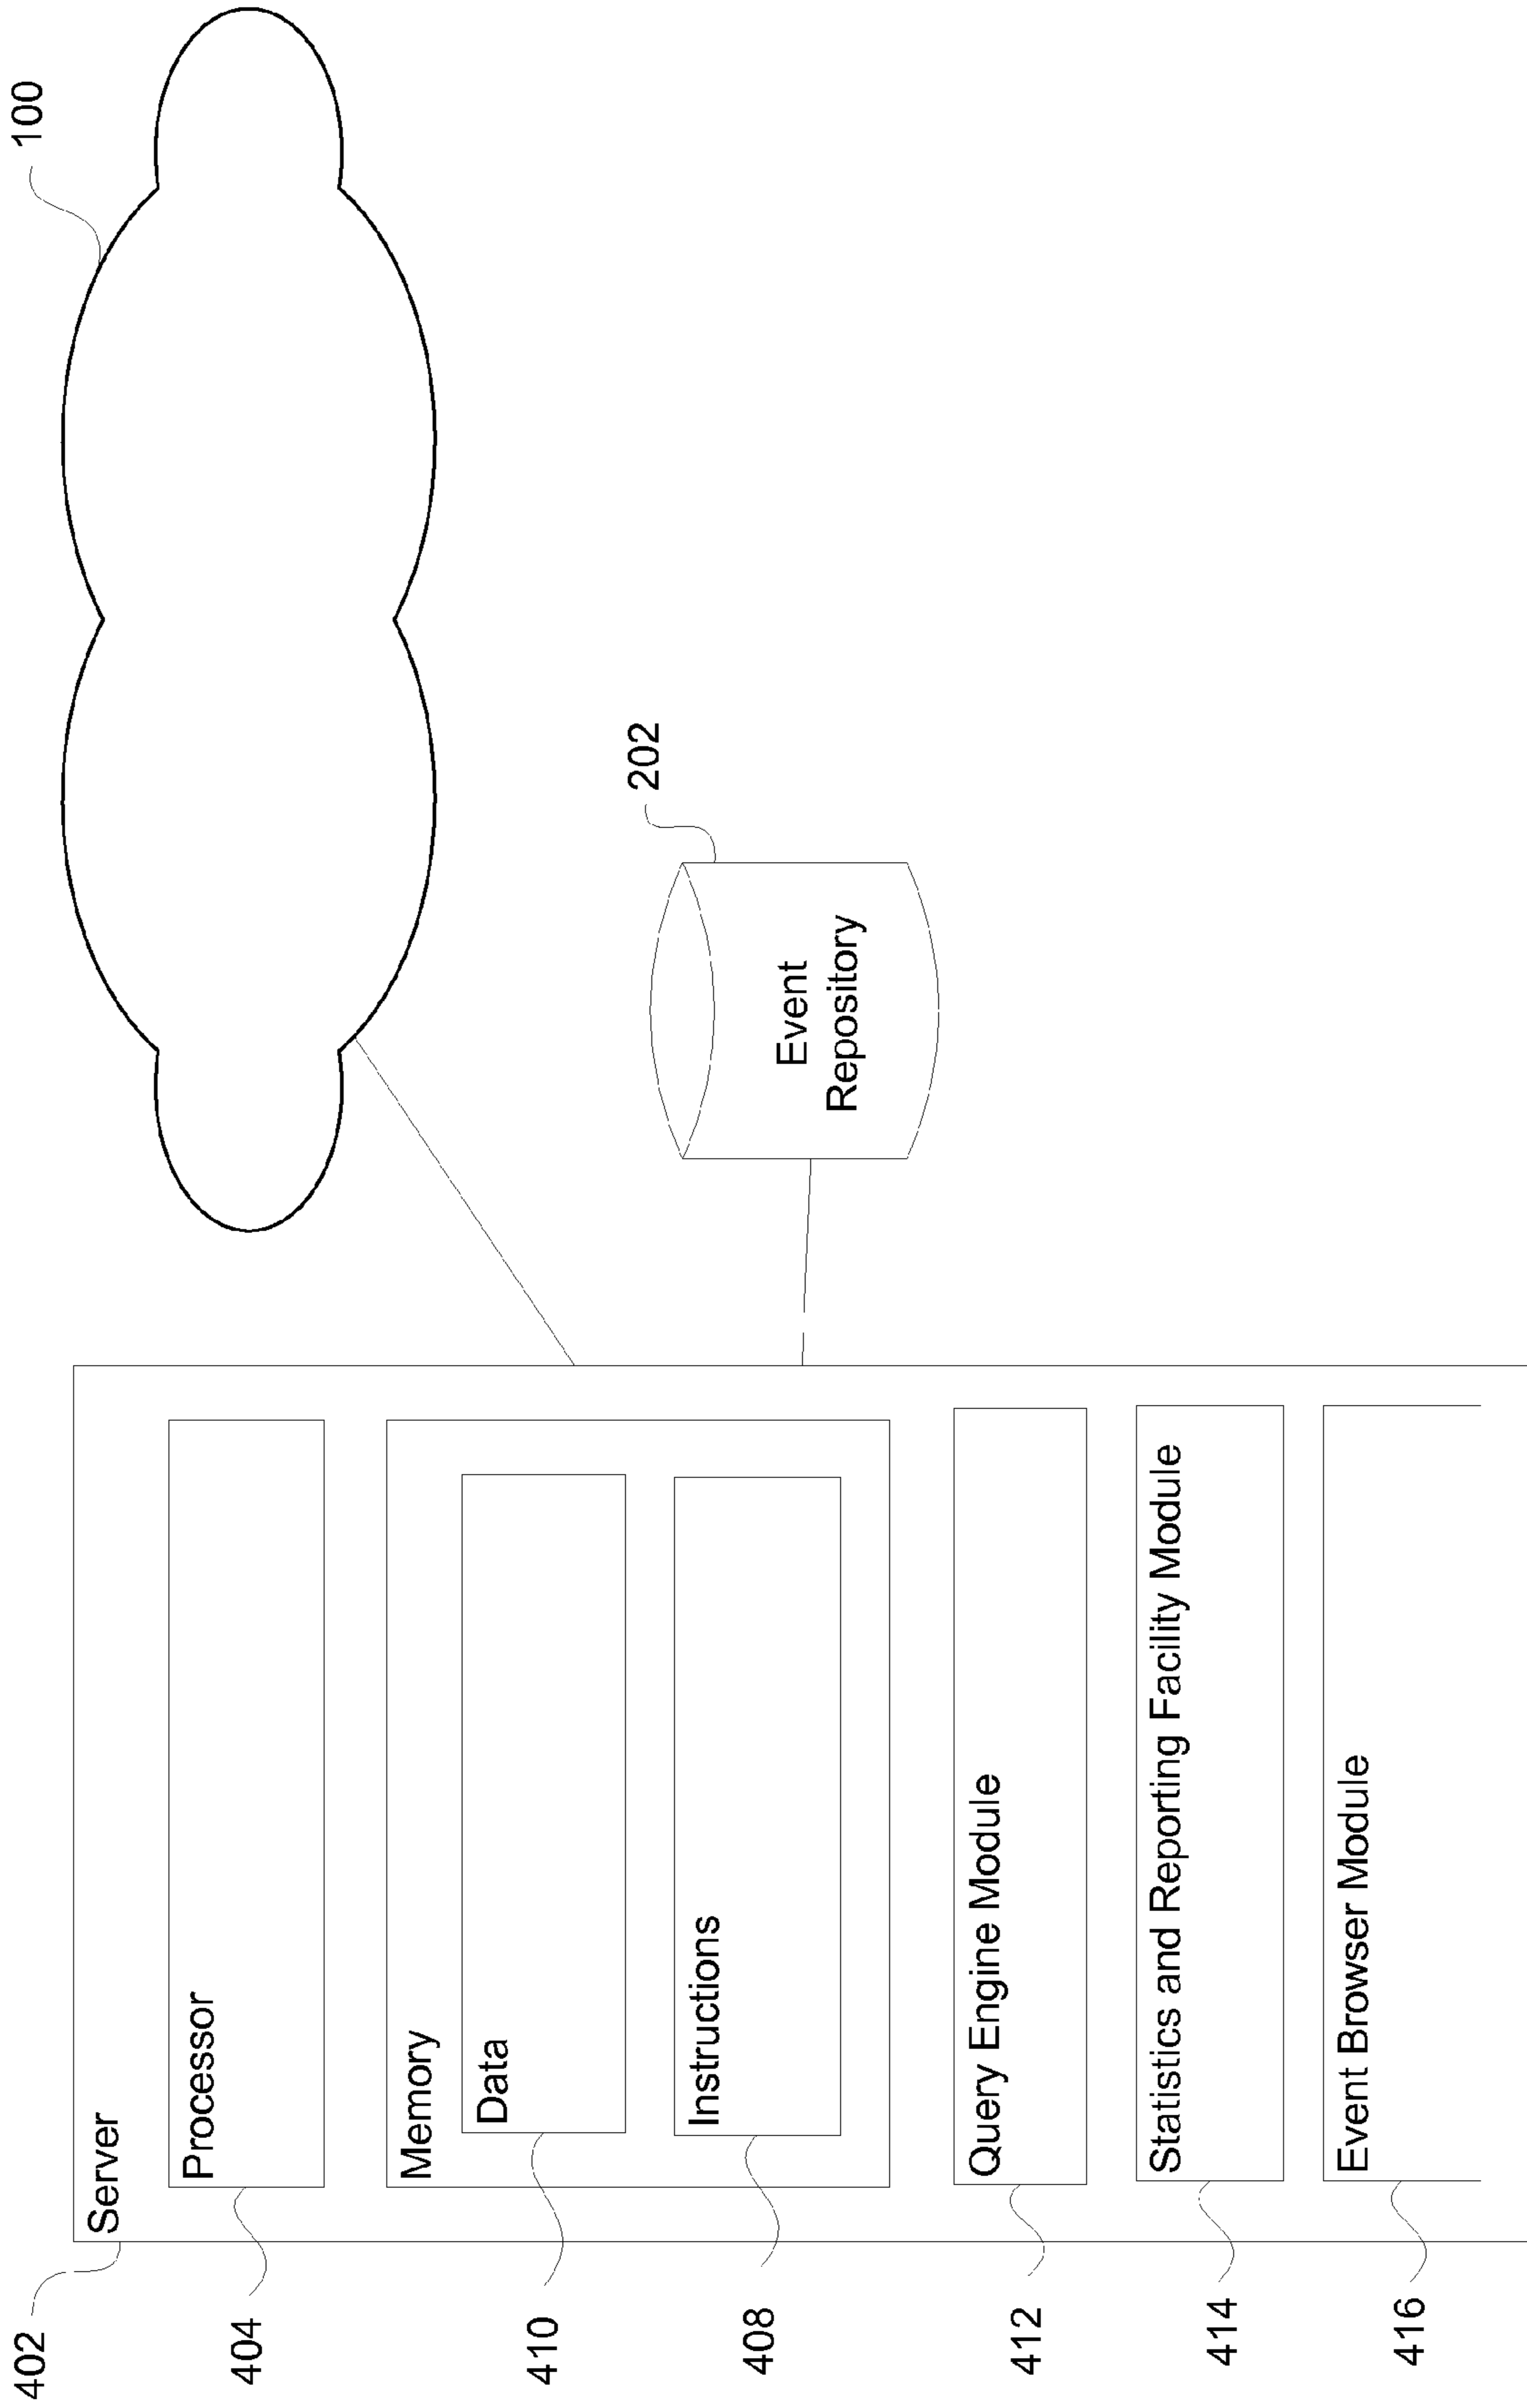 100
402
Server
404
Processor
Memory
410
Data
202
408
Instructions
Event
Repository
412
Query Engine Module
414
Statistics and Reporting Facility Module
416
Event Browser Module